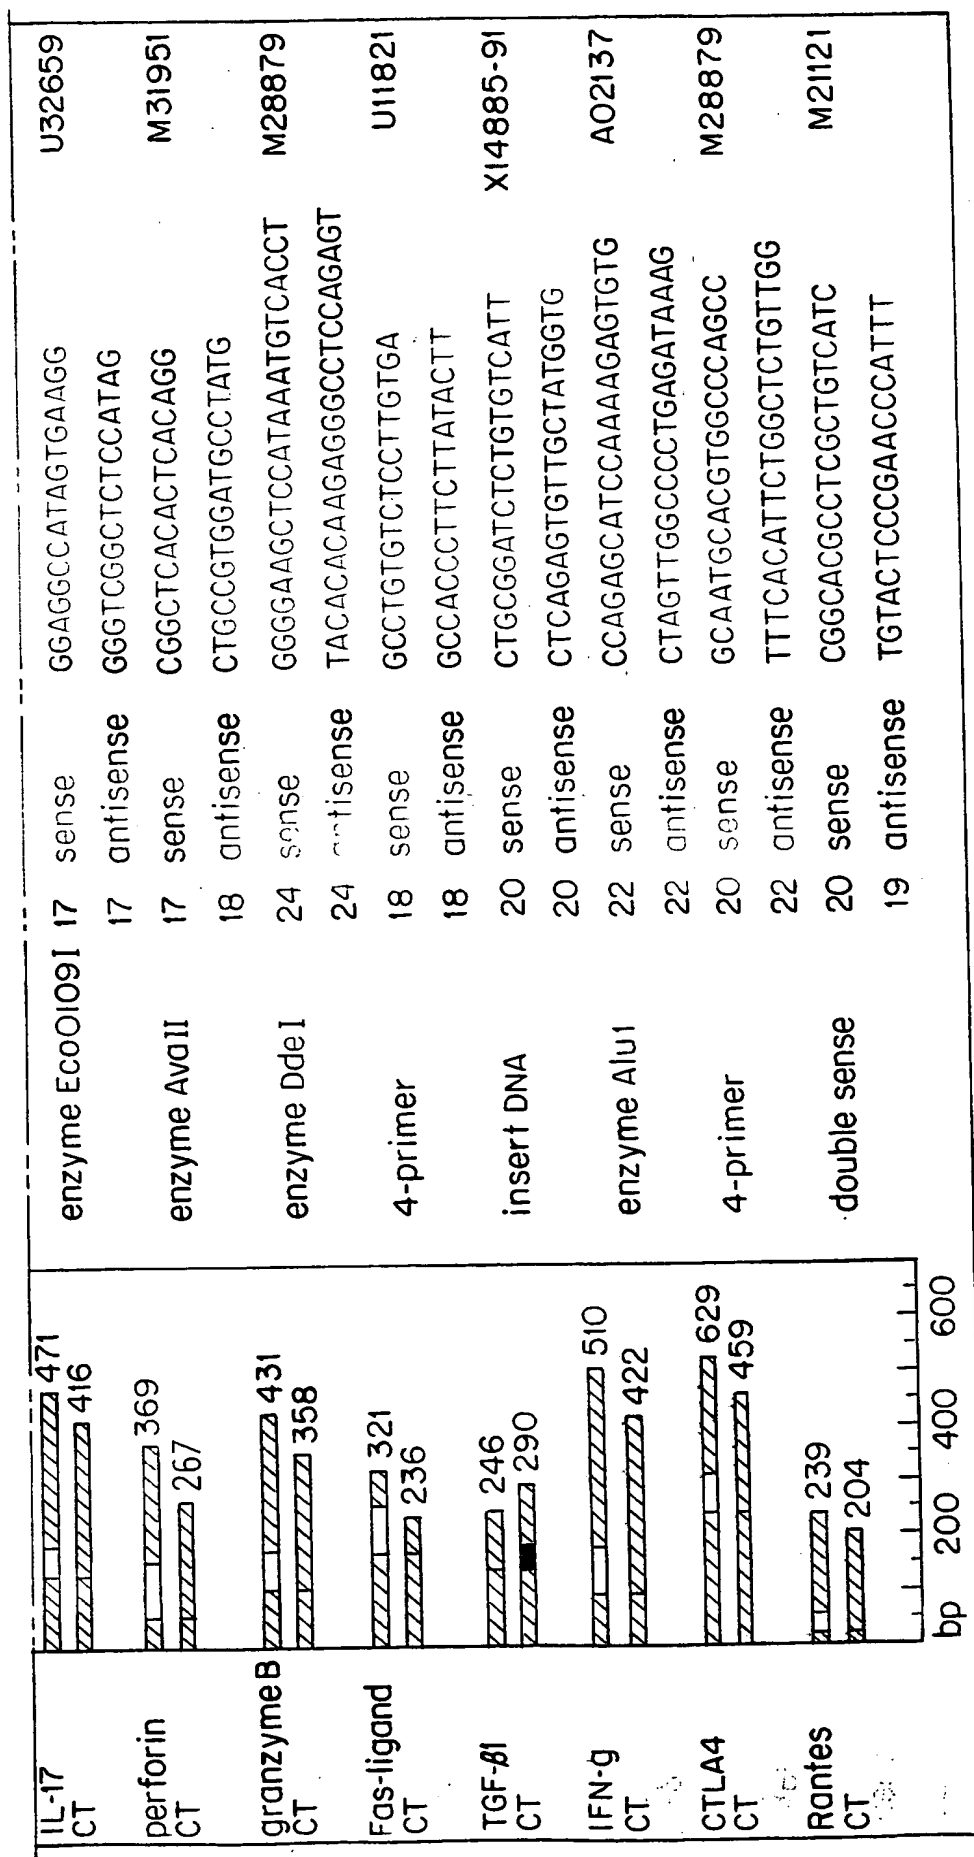 IL-17 471 enzyme Eco0109I 17 sense GGAGGCCATAGTGAAGG U32659
CT 416 17 antisense GGGTCGGCTCTCCATAG
perforin 369 enzyme AvaII 17 sense CGGCTCACACTCACAGG M31951
CT 267 18 antisense CTGCCGTGGATGCCTATG
granzyme B 431 enzyme DdeI 24 sense GGGGAAGCTCCATAAATGTCACCT M28879
CT 358 24 antisense TACACACAAGAGGGCCTCCAGAGT
Fas-ligand 321 4-primer 18 sense GCCTGTGTCTCCTTGTGA U11821
CT 236 18 antisense GCCACCCTTCTTATACTT
TGF-β1 246 insert DNA 20 sense CTGCGGATCTCTGTGTCATT X14885-91
CT 290 20 antisense CTCAGAGTGTTGCTATGGTG
IFN-g 510 enzyme Alu1 22 sense CCAGAGCATCCAAAAGAGTGTG A02137
CT 422 22 antisense CTAGTTGGCCCCTGAGATAAAG
CTLA4 629 4-primer 20 sense GCAATGCACGTGGCCCAGCC M28879
CT 459 22 antisense TTTCACATTCTGGCTCTGTTGG
Rantes 239 double sense 20 sense CGGCACGCCTCGCTGTCATC M21121
CT 204 19 antisense TGTACTCCCGAACCCATTT
bp 200 400 600